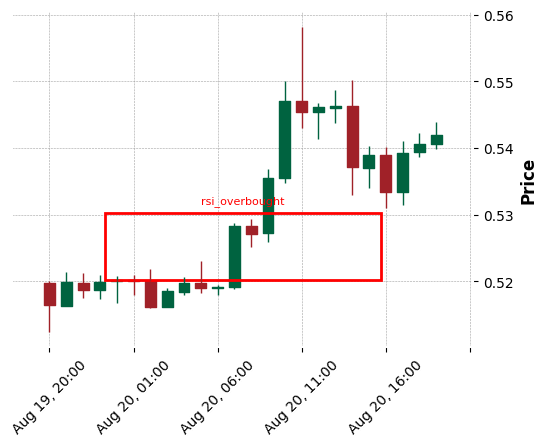 0.56
0.55
0.54
0.53
0.52
Price
rsi_overbought
Aug 19, 20:00
Aug 20, 01:00
Aug 20, 06:00
Aug 20, 11:00
Aug 20, 16:00